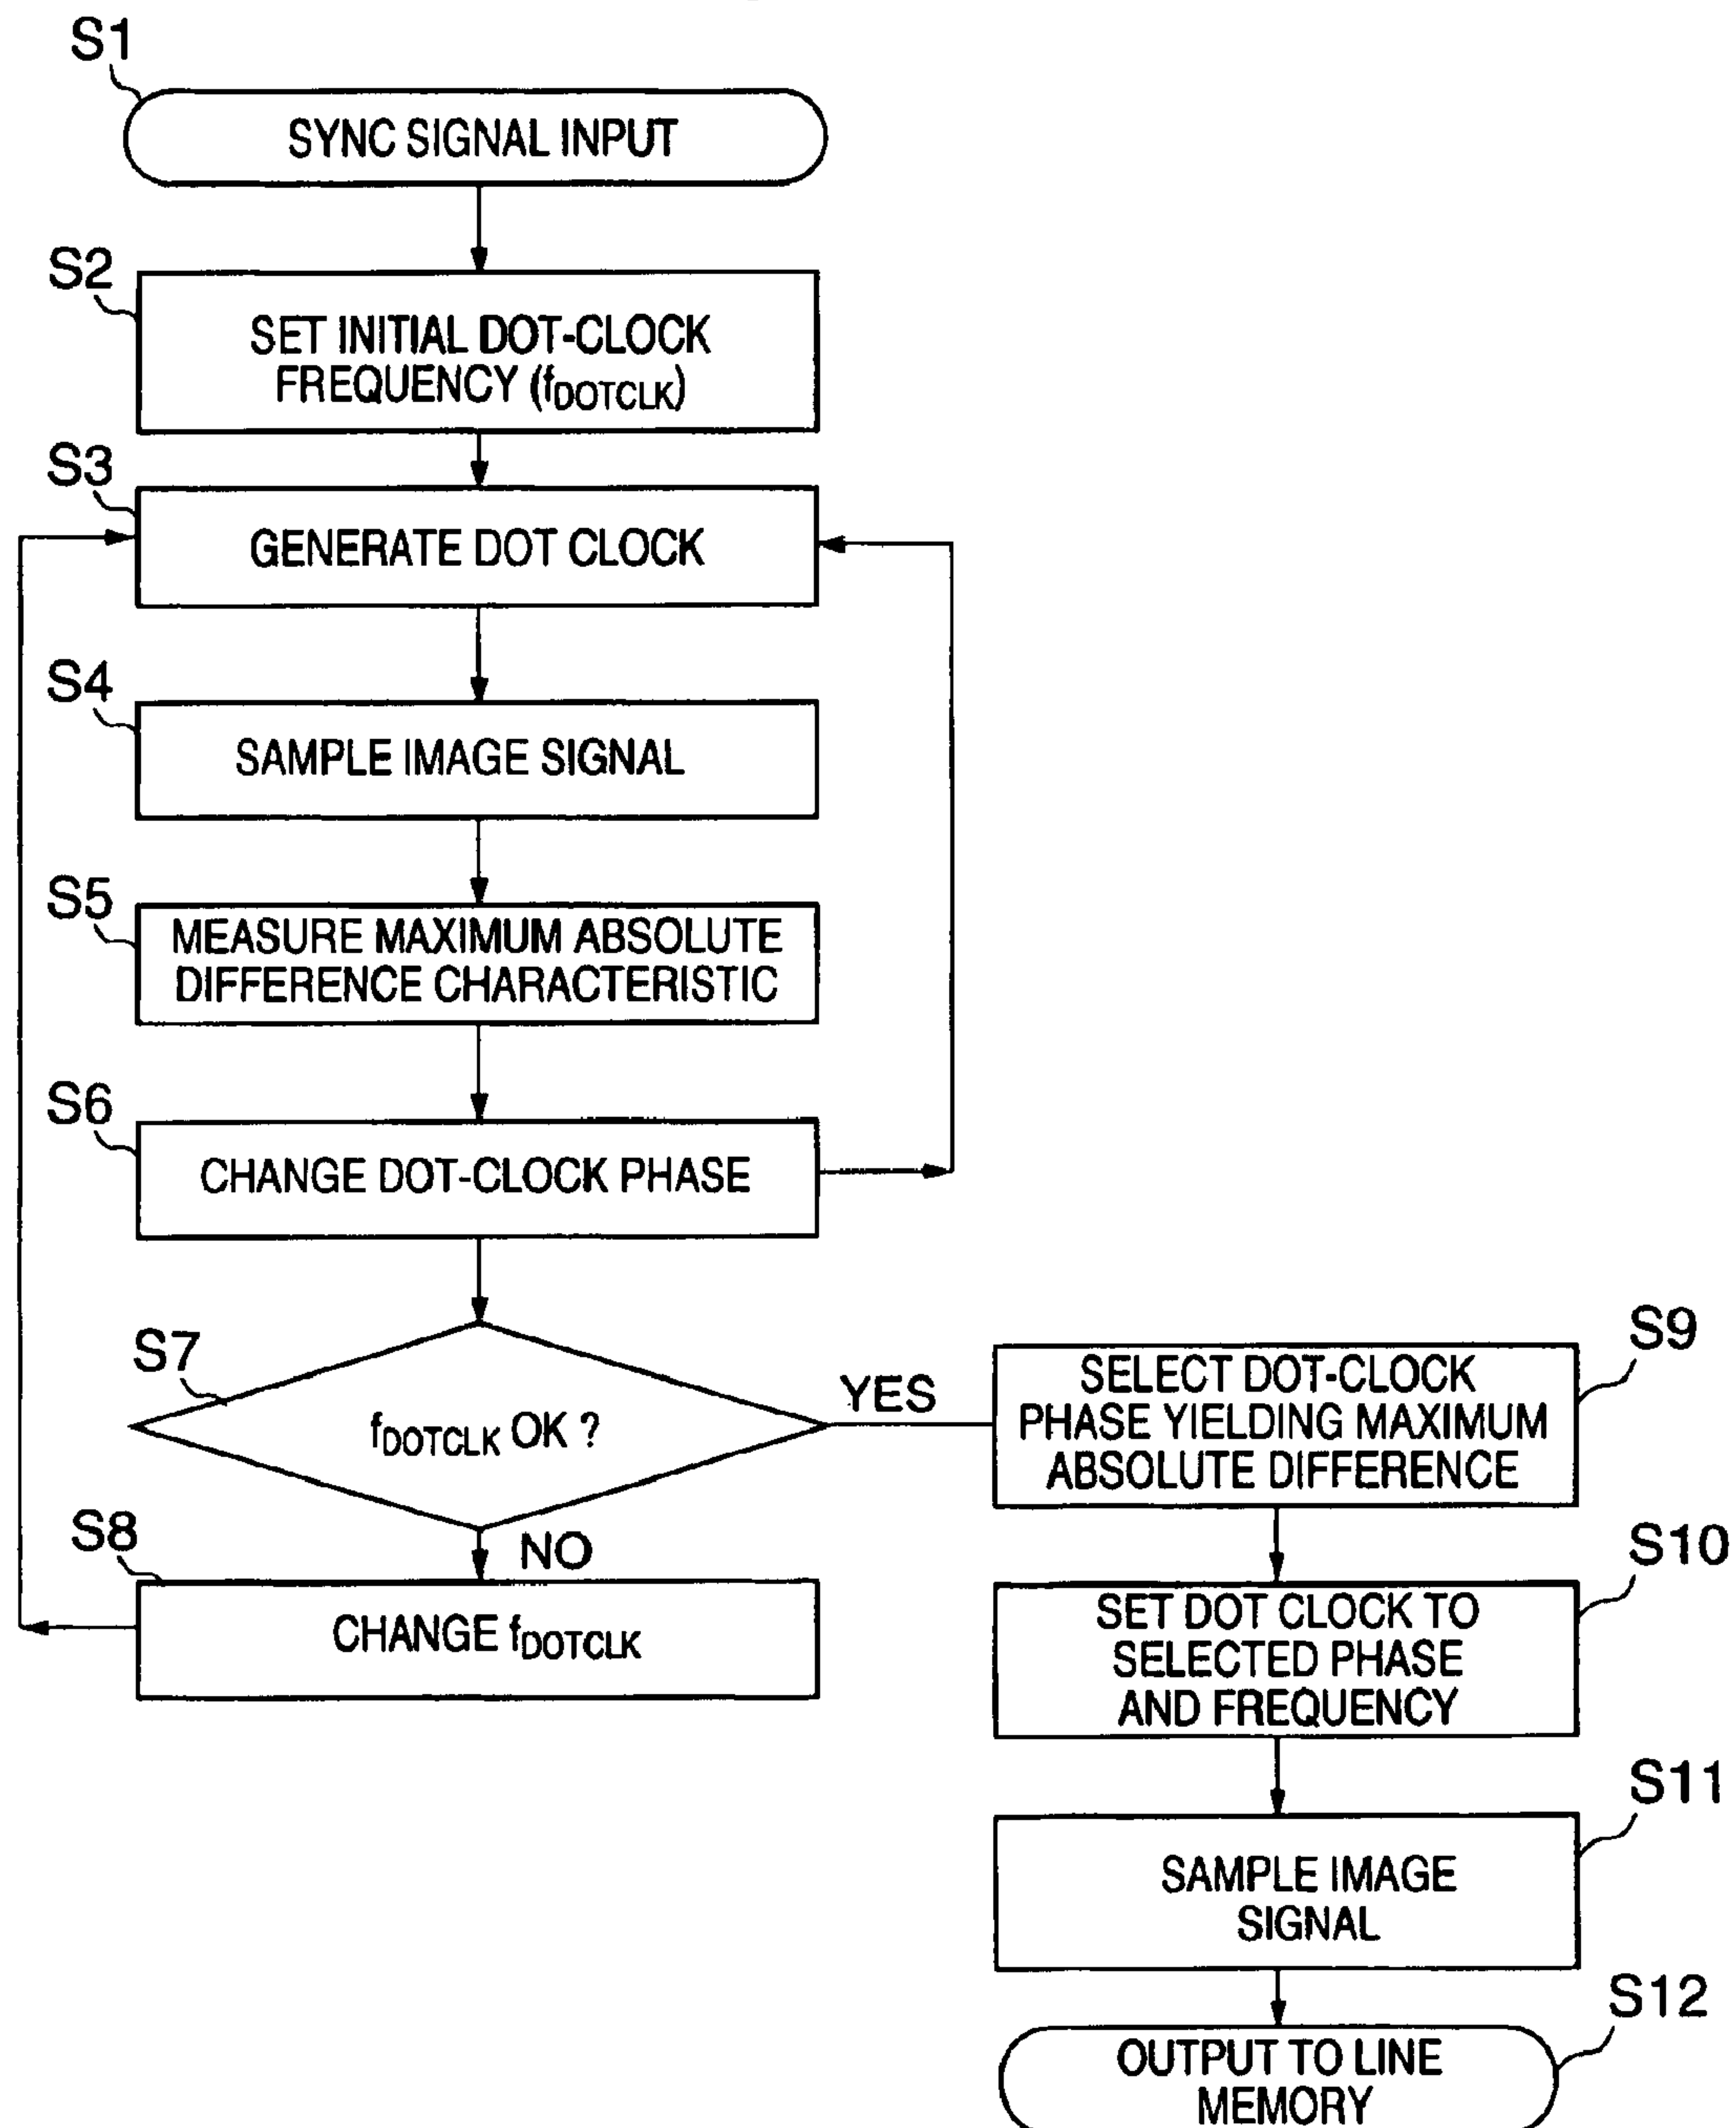 S1
SYNC SIGNAL INPUT
S2
SET INITIAL DOT-CLOCK
FREQUENCY (fDOTCLK)
S3
GENERATE DOT CLOCK
S4
SAMPLE IMAGE SIGNAL
S5
MEASURE MAXIMUM ABSOLUTE
DIFFERENCE CHARACTERISTIC
S6
CHANGE DOT-CLOCK PHASE
S7
fDOTCLK OK ?
YES
NO
S8
CHANGE fDOTCLK
S9
SELECT DOT-CLOCK
PHASE YIELDING MAXIMUM
ABSOLUTE DIFFERENCE
S10
SET DOT CLOCK TO
SELECTED PHASE
AND FREQUENCY
S11
SAMPLE IMAGE
SIGNAL
S12
OUTPUT TO LINE
MEMORY